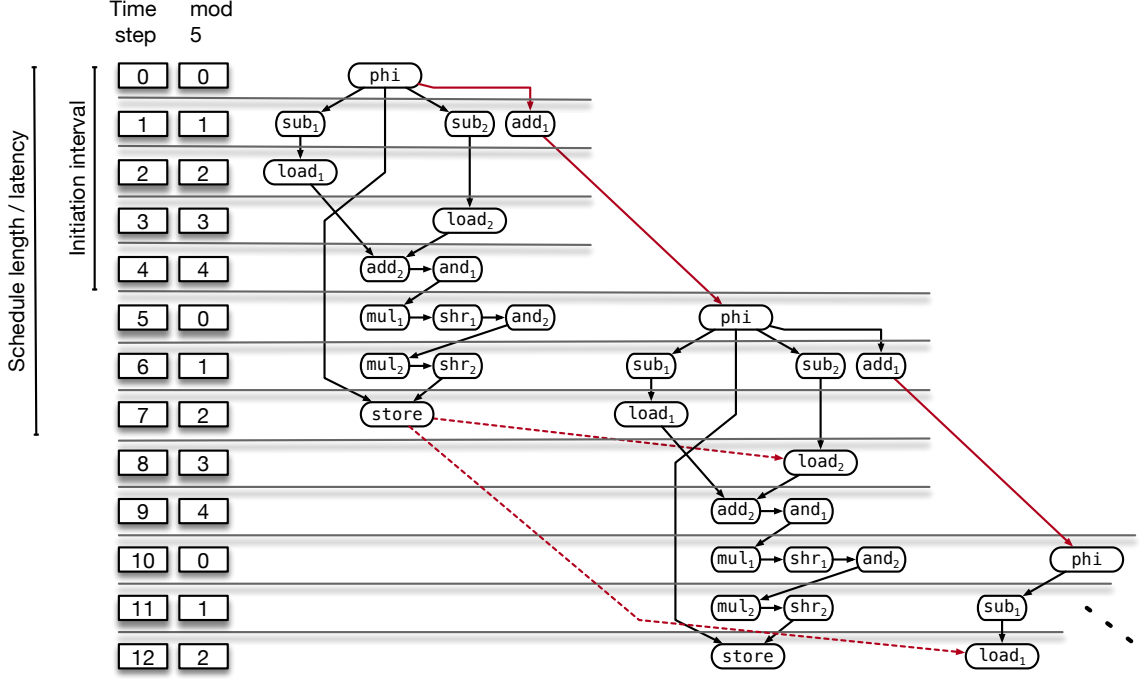 Time mod
step 5
Schedule length / latency
Initiation interval
0 0 phi
1 1 sub₁ sub₂ add₁
2 2 load₁
3 3 load₂
4 4 add₂ and₁
5 0 mul₁ shr₁ and₂ phi
6 1 mul₂ shr₂ sub₁ sub₂ add₁
7 2 store load₁
8 3 load₂
9 4 add₂ and₁
10 0 mul₁ shr₁ and₂ phi
11 1 mul₂ shr₂ sub₁
12 2 store load₁